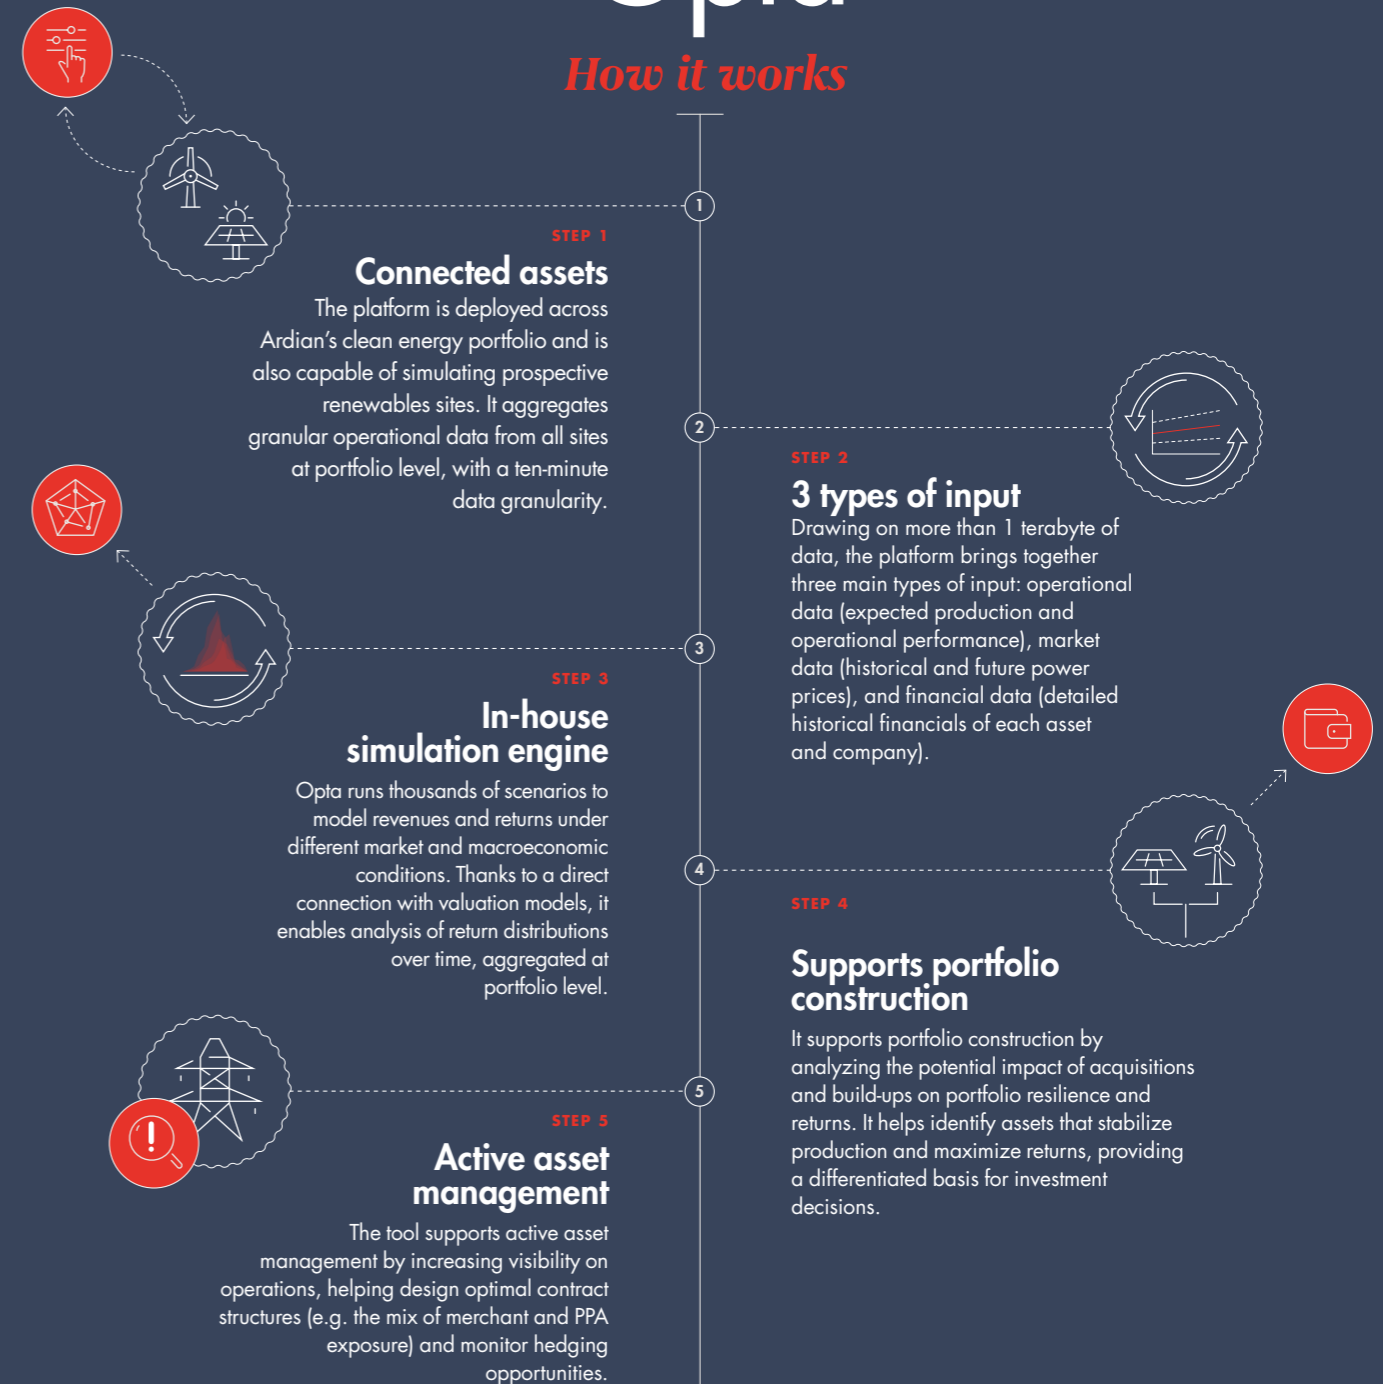 Opta
How it works
1
STEP 1
Connected assets
The platform is deployed across
Ardian’s clean energy portfolio and is
also capable of simulating prospective
renewables sites. It aggregates
granular operational data from all sites
at portfolio level, with a ten-minute
data granularity.
2
STEP 2
3 types of input
Drawing on more than 1 terabyte of
data, the platform brings together
three main types of input: operational
data (expected production and
operational performance), market
data (historical and future power
prices), and financial data (detailed
historical financials of each asset
and company).
3
STEP 3
In-house
simulation engine
Opta runs thousands of scenarios to
model revenues and returns under
different market and macroeconomic
conditions. Thanks to a direct
connection with valuation models, it
enables analysis of return distributions
over time, aggregated at
portfolio level.
4
STEP 4
Supports portfolio
construction
It supports portfolio construction by
analyzing the potential impact of acquisitions
and build-ups on portfolio resilience and
returns. It helps identify assets that stabilize
production and maximize returns, providing
a differentiated basis for investment
decisions.
5
STEP 5
Active asset
management
The tool supports active asset
management by increasing visibility on
operations, helping design optimal contract
structures (e.g. the mix of merchant and PPA
exposure) and monitor hedging
opportunities.